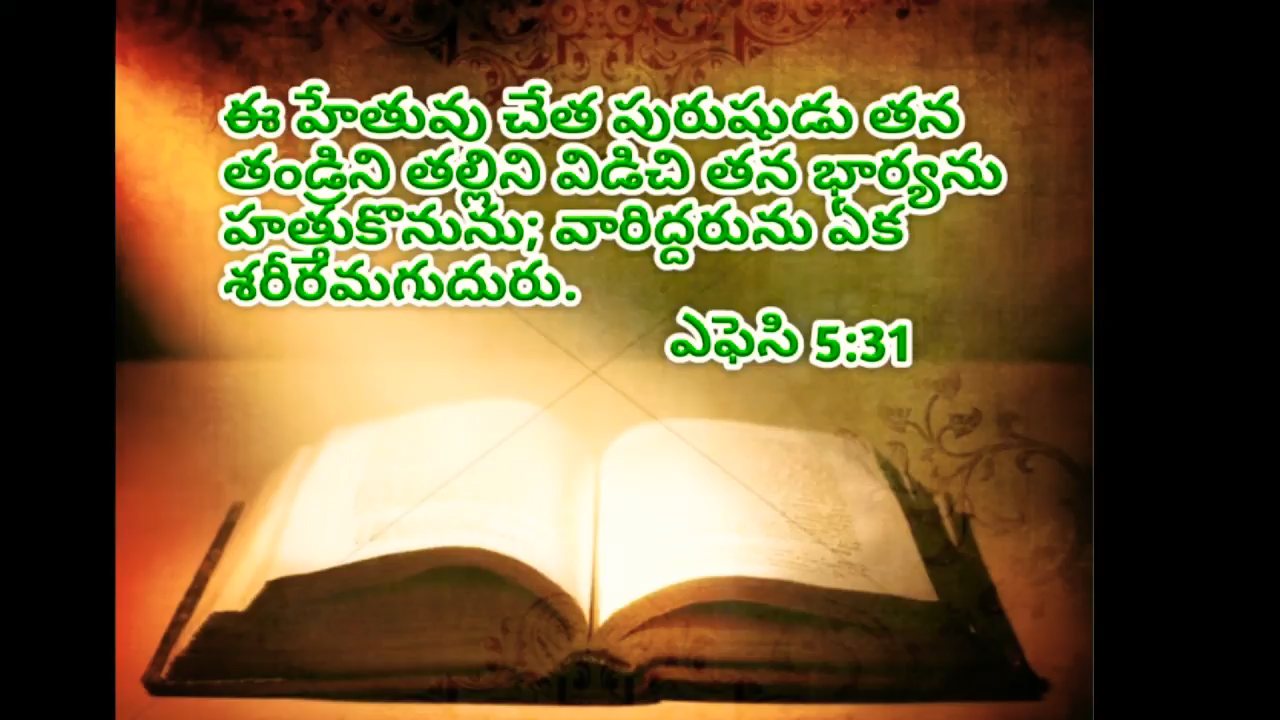 ఈ హేతువు చేత పురుషుడు తన
తండ్రిని తల్లిని విడిచి తన భార్యను
హత్తుకొనును; వారిద్దరును ఏక
శరీరమగుదురు.
ఎఫెసి 5:31